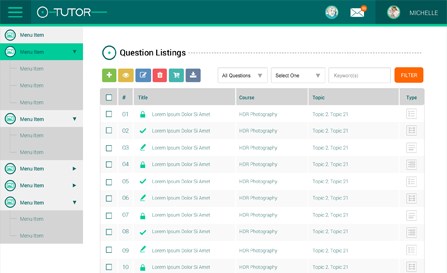 TUTOR
MICHELLE
Menu Item
Menu Item
Menu Item
Menu Item
Menu Item
Menu Item
Menu Item
Menu Item
Menu Item
Menu Item
Menu Item
Menu Item
Menu Item
Question Listings
All Questions
Select One
Keyword(s)
FILTER
# Title Course Topic Type
01 Lorem Ipsum Dolor Si Amet HDR Photography Topic 2, Topic 21
02 Lorem Ipsum Dolor Si Amet HDR Photography Topic 2, Topic 21
03 Lorem Ipsum Dolor Si Amet HDR Photography Topic 2, Topic 21
04 Lorem Ipsum Dolor Si Amet HDR Photography Topic 2, Topic 21
05 Lorem Ipsum Dolor Si Amet HDR Photography Topic 2, Topic 21
06 Lorem Ipsum Dolor Si Amet HDR Photography Topic 2, Topic 21
07 Lorem Ipsum Dolor Si Amet HDR Photography Topic 2, Topic 21
08 Lorem Ipsum Dolor Si Amet HDR Photography Topic 2, Topic 21
09 Lorem Ipsum Dolor Si Amet HDR Photography Topic 2, Topic 21
10 Lorem Ipsum Dolor Si Amet HDR Photography Topic 2, Topic 21